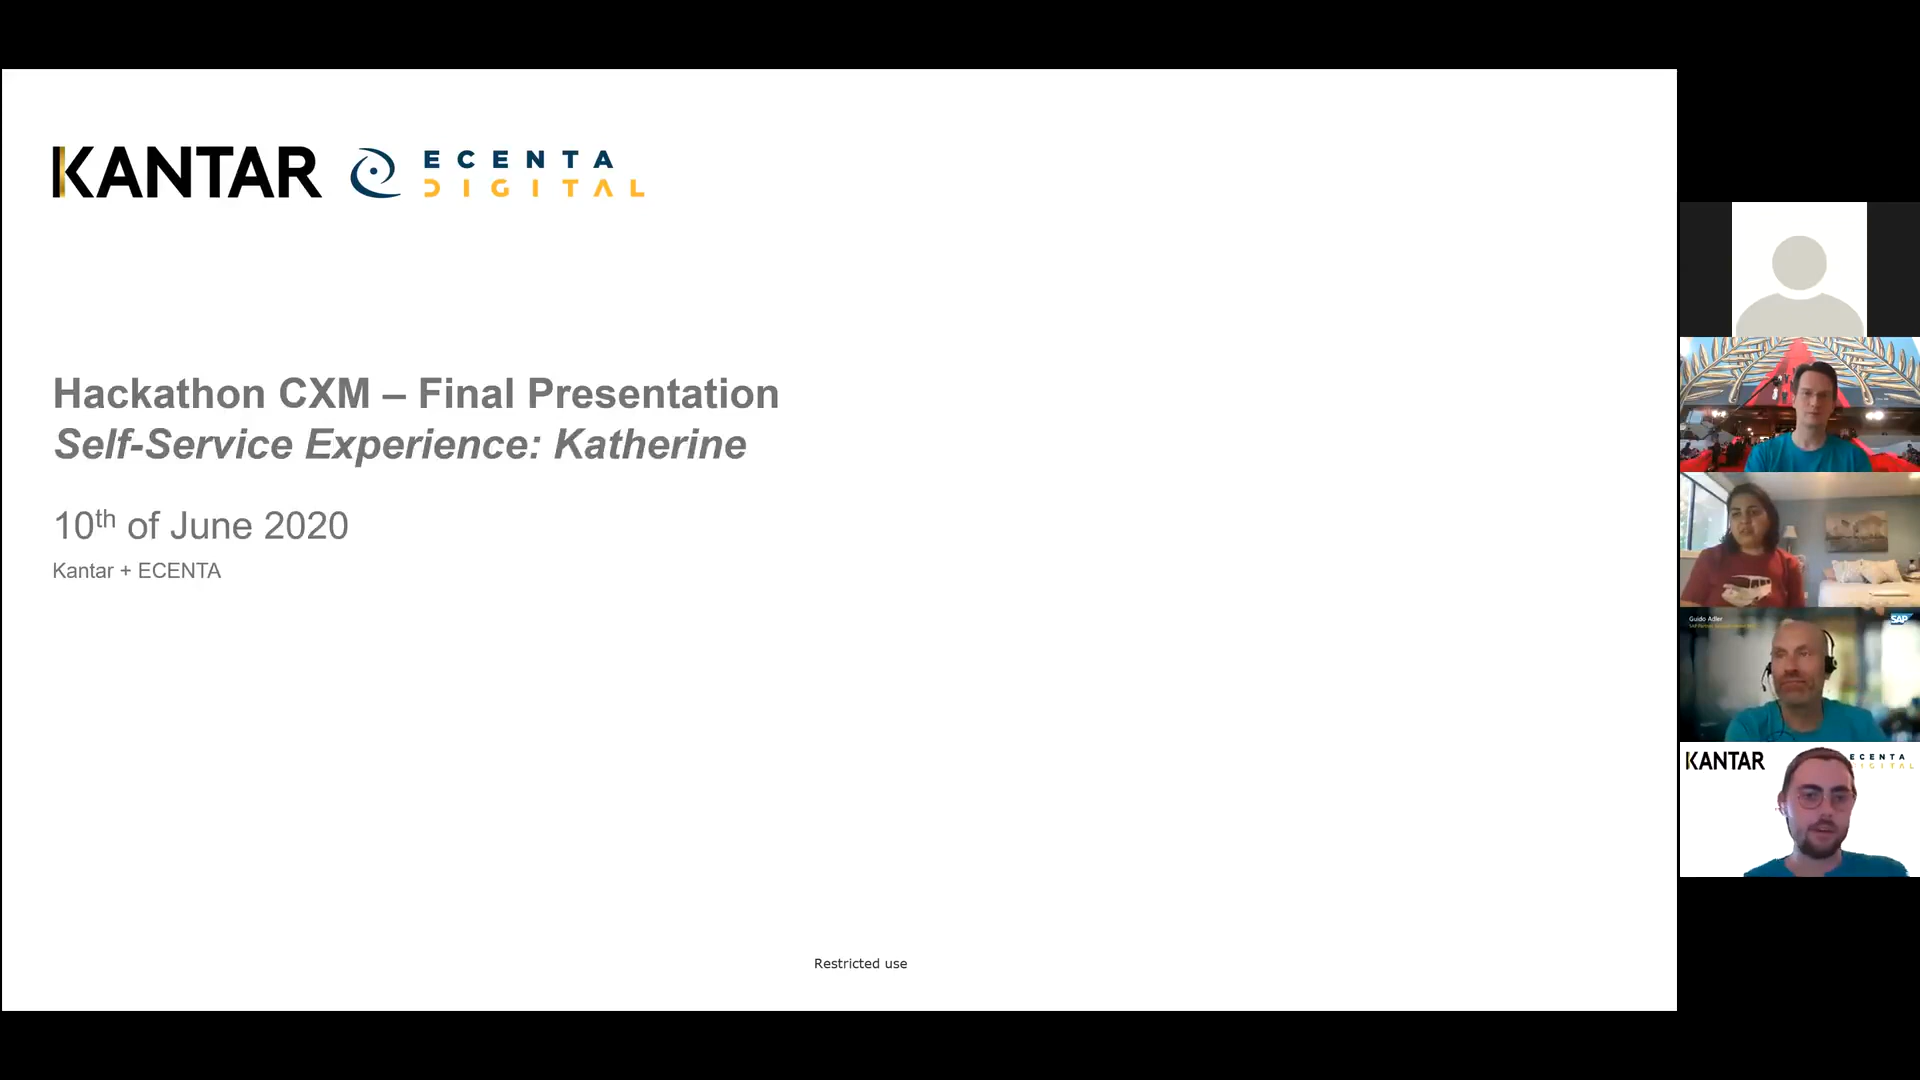 KANTAR
ECENTA
DIGITAL
Hackathon CXM – Final Presentation
Self-Service Experience: Katherine
10th of June 2020
Kantar + ECENTA
Restricted use
Guido Adler
SAP
KANTAR
ECENTA
DIGITAL